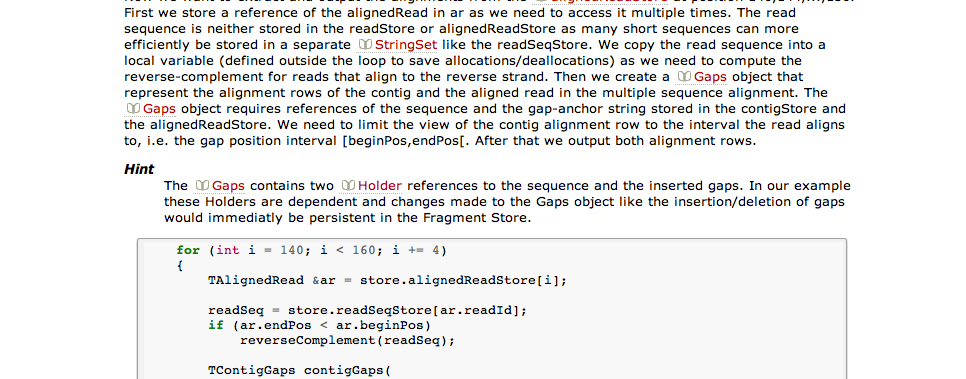 First we store a reference of the alignedRead in ar as we need to access it multiple times. The read
sequence is neither stored in the readStore or alignedReadStore as many short sequences can more
efficiently be stored in a separate StringSet like the readSeqStore. We copy the read sequence into a
local variable (defined outside the loop to save allocations/deallocations) as we need to compute the
reverse-complement for reads that align to the reverse strand. Then we create a Gaps object that
represent the alignment rows of the contig and the aligned read in the multiple sequence alignment. The
Gaps object requires references of the sequence and the gap-anchor string stored in the contigStore and
the alignedReadStore. We need to limit the view of the contig alignment row to the interval the read aligns
to, i.e. the gap position interval [beginPos,endPos[. After that we output both alignment rows.
Hint
The Gaps contains two Holder references to the sequence and the inserted gaps. In our example
these Holders are dependent and changes made to the Gaps object like the insertion/deletion of gaps
would immediatly be persistent in the Fragment Store.
for (int i = 140; i < 160; i += 4)
{
TAlignedRead &ar = store.alignedReadStore[i];
readSeq = store.readSeqStore[ar.readId];
if (ar.endPos < ar.beginPos)
reverseComplement(readSeq);
TContigGaps contigGaps(